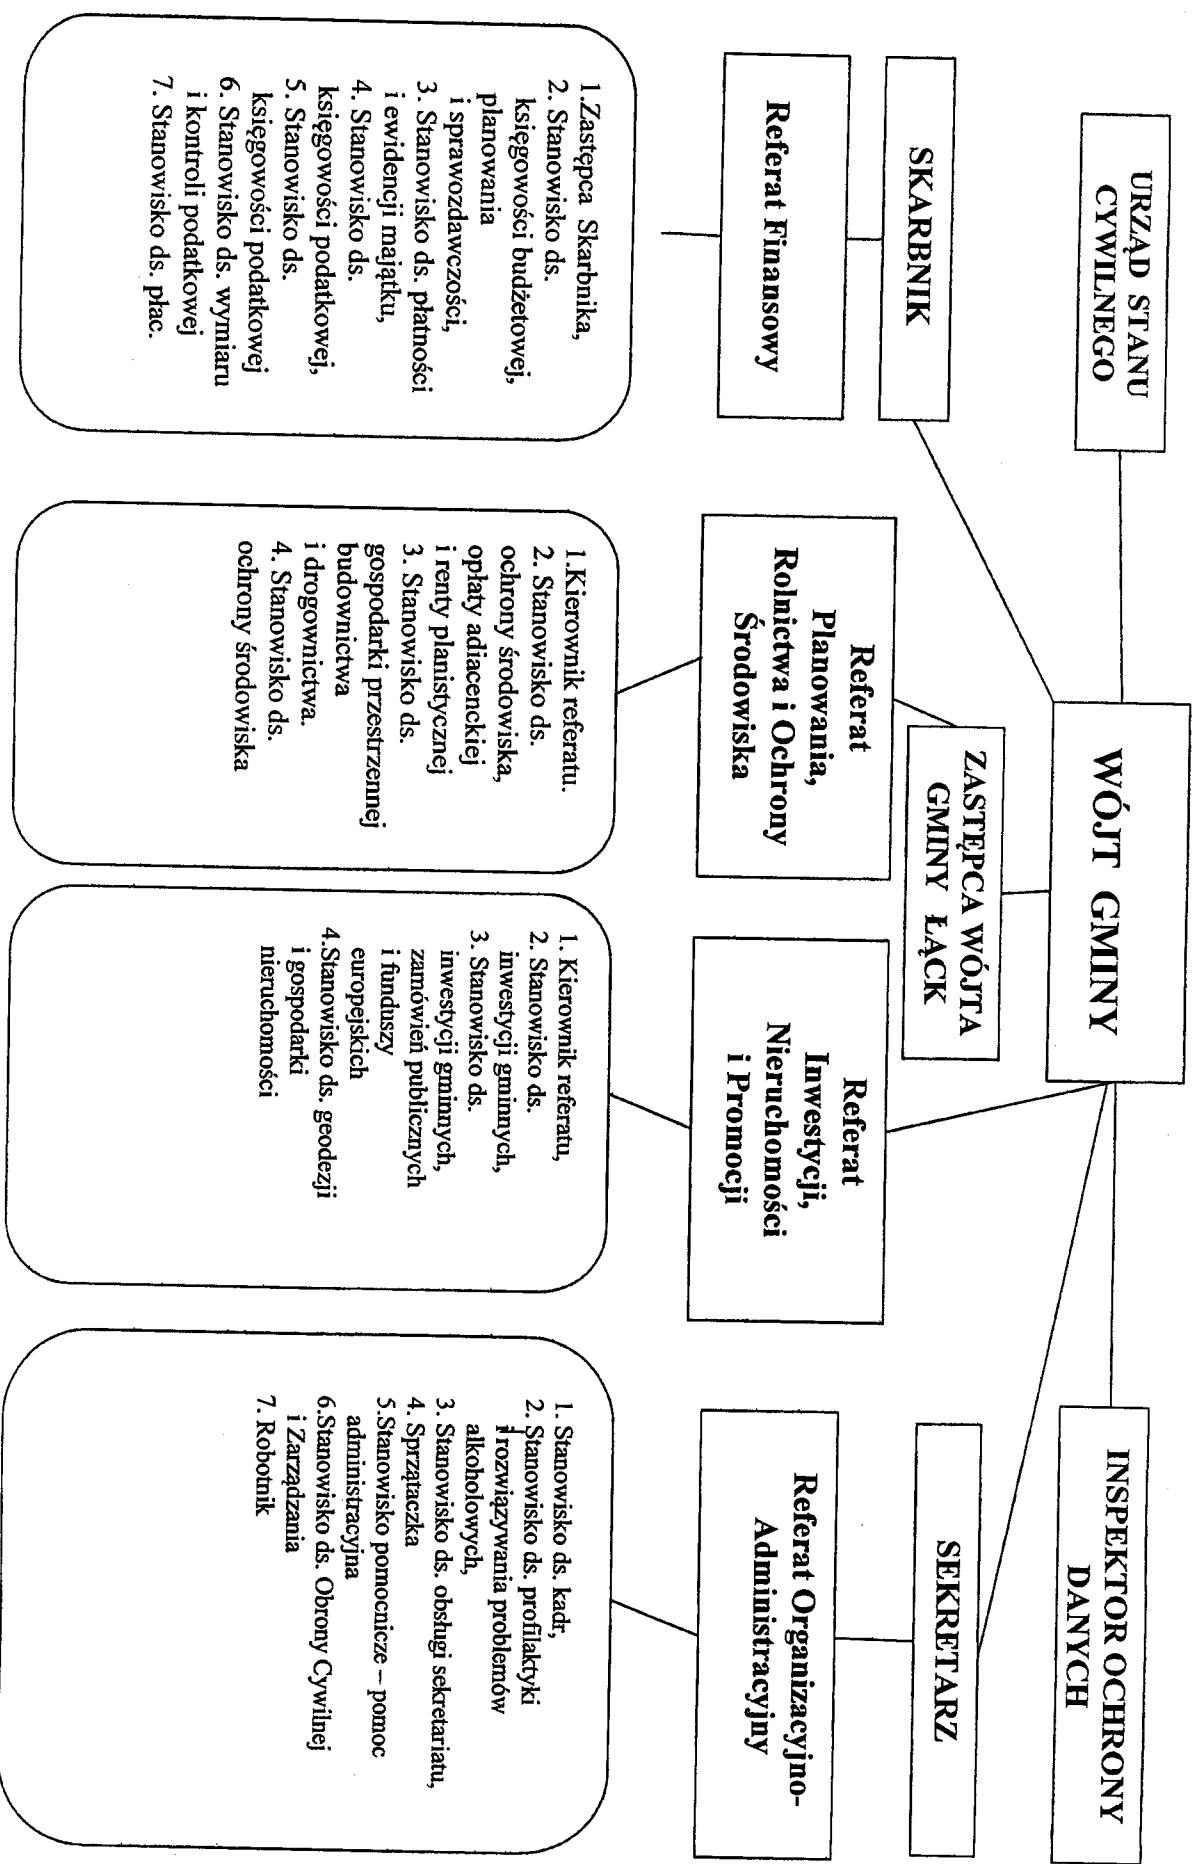 URZĄD STANU
CYWILNEGO
WÓJT GMINY
INSPEKTOR OCHRONY
DANYCH
SKARBNIK
ZASTĘPCA WÓJTA
GMINY ŁĄCK
SEKRETARZ
Referat Finansowy
Referat
Planowania,
Rolnictwa i Ochrony
Środowiska
Referat
Inwestycji,
Nieruchomości
i Promocji
Referat Organizacyjno-
Administracyjny
1.Zastępca Skarbnika,
2. Stanowisko ds.
księgowości budżetowej,
planowania
i sprawozdawczości,
3. Stanowisko ds. płatności
i ewidencji majątku,
4. Stanowisko ds.
księgowości podatkowej,
5. Stanowisko ds.
księgowości podatkowej
6. Stanowisko ds. wymiaru
i kontroli podatkowej
7. Stanowisko ds. płac.
1.Kierownik referatu.
2. Stanowisko ds.
ochrony środowiska,
opłaty adiacenckiej
i renty planistycznej
3. Stanowisko ds.
gospodarki przestrzennej
budownictwa
i drogownictwa.
4. Stanowisko ds.
ochrony środowiska
1. Kierownik referatu,
2. Stanowisko ds.
inwestycji gminnych,
3. Stanowisko ds.
inwestycji gminnych,
zamówień publicznych
i funduszy
europejskich
4.Stanowisko ds. geodezji
i gospodarki
nieruchomości
1. Stanowisko ds. kadr,
2. Stanowisko ds. profilaktyki
i rozwiązywania problemów
alkoholowych,
3. Stanowisko ds. obsługi sekretariatu,
4. Sprzątaczka
5.Stanowisko pomocnicze – pomoc
administracyjna
6.Stanowisko ds. Obrony Cywilnej
i Zarządzania
7. Robotnik